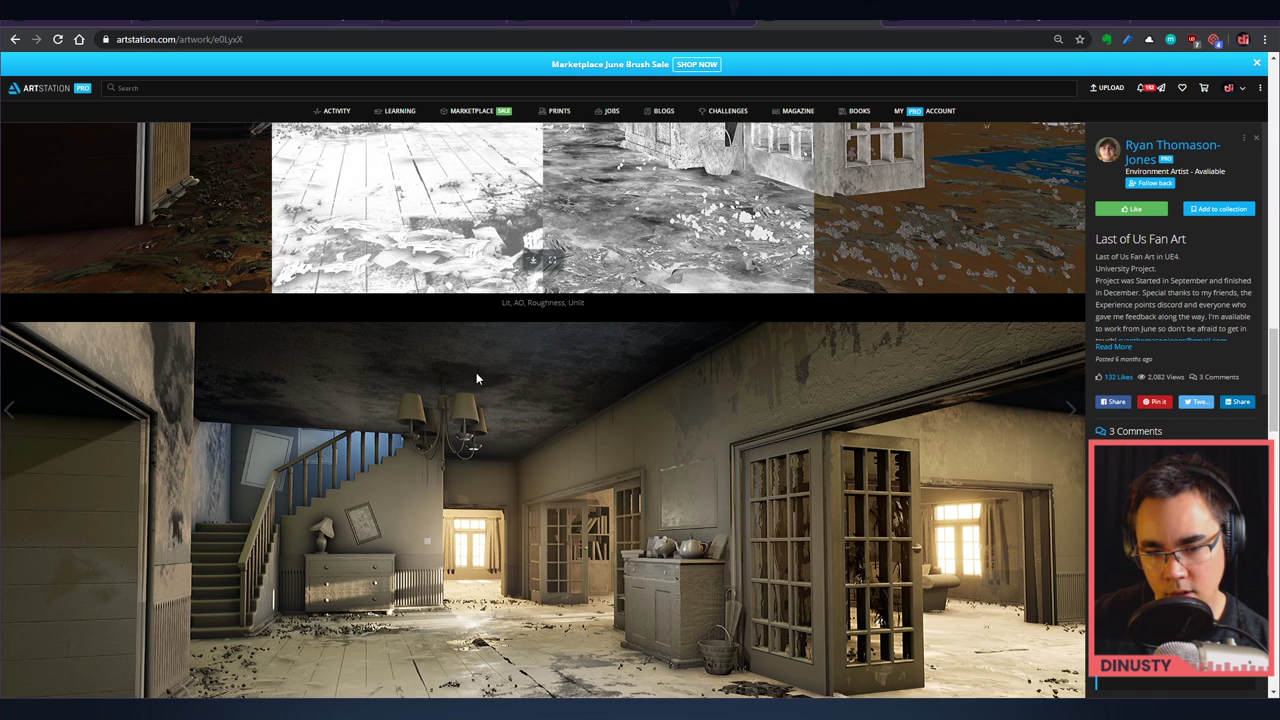 artstation.com/artwork/e0LyxX
7
4
Marketplace June Brush Sale SHOP NOW
ARTSTATION PRO
Search
UPLOAD
192
ACTIVITY LEARNING MARKETPLACE SALE PRINTS JOBS BLOGS CHALLENGES MAGAZINE BOOKS MY PRO ACCOUNT
Ryan Thomason-
Jones PRO
Environment Artist - Avaliable
Follow back
Like Add to collection
Last of Us Fan Art
Last of Us Fan Art in UE4.
University Project.
Project was Started in September and finished
in December. Special thanks to my friends, the
Experience points discord and everyone who
gave me feedback along the way. I'm available
to work from June so don't be afraid to get in
Read More
Posted 6 months ago
132 Likes 2,082 Views 3 Comments
Share Pin it Twe... Share
3 Comments
Lit, AO, Roughness, Unlit
DINUSTY